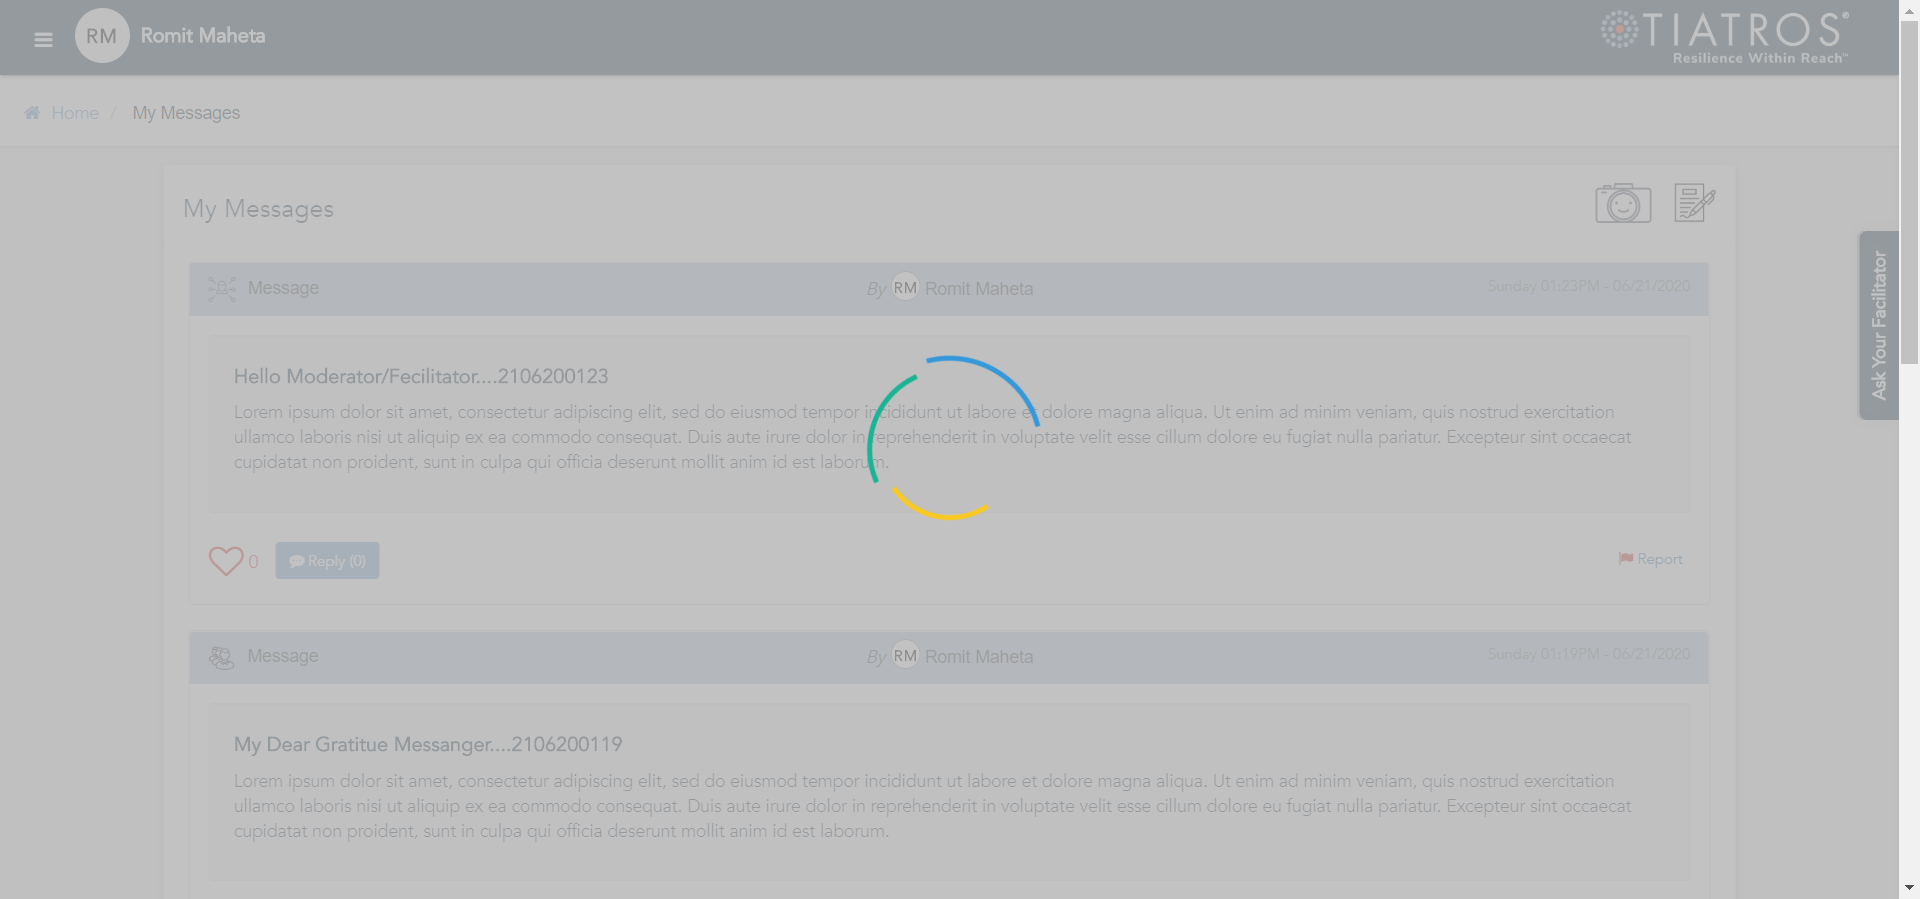 RM Romit Maheta
TIATROS®
Resilience Within Reach™
Home / My Messages
My Messages
Message By RM Romit Maheta Sunday 01:23PM - 06/21/2020
Hello Moderator/Fecilitator....2106200123
Lorem ipsum dolor sit amet, consectetur adipiscing elit, sed do eiusmod tempor incididunt ut labore et dolore magna aliqua. Ut enim ad minim veniam, quis nostrud exercitation
ullamco laboris nisi ut aliquip ex ea commodo consequat. Duis aute irure dolor in reprehenderit in voluptate velit esse cillum dolore eu fugiat nulla pariatur. Excepteur sint occaecat
cupidatat non proident, sunt in culpa qui officia deserunt mollit anim id est laborum.
0 Reply (0) Report
Message By RM Romit Maheta Sunday 01:19PM - 06/21/2020
My Dear Gratitue Messanger....2106200119
Lorem ipsum dolor sit amet, consectetur adipiscing elit, sed do eiusmod tempor incididunt ut labore et dolore magna aliqua. Ut enim ad minim veniam, quis nostrud exercitation
ullamco laboris nisi ut aliquip ex ea commodo consequat. Duis aute irure dolor in reprehenderit in voluptate velit esse cillum dolore eu fugiat nulla pariatur. Excepteur sint occaecat
cupidatat non proident, sunt in culpa qui officia deserunt mollit anim id est laborum.
Ask Your Facilitator